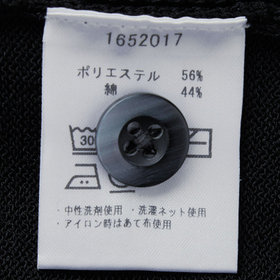 1652017
ポリエステル 56%
綿 44%
30
・中性洗剤使用 ・洗濯ネット使用
・アイロン時はあて布使用